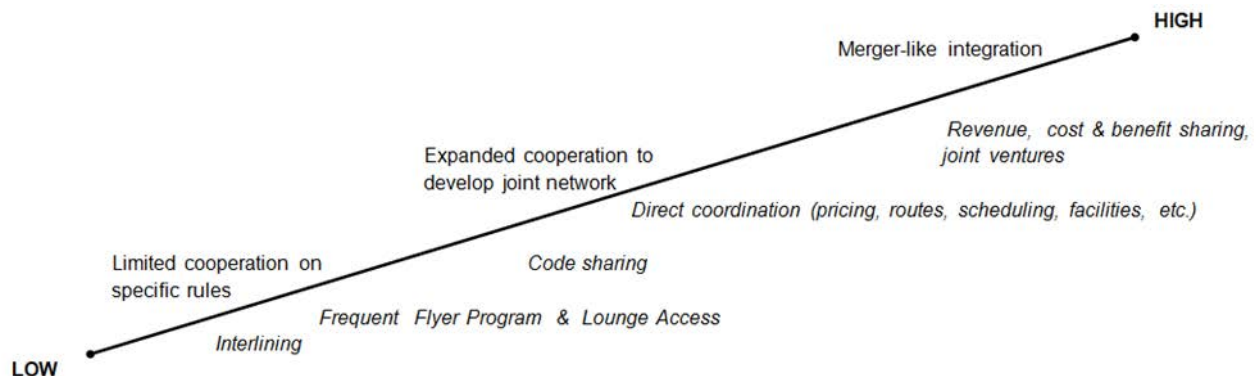 HIGH
Merger-like integration
Revenue, cost & benefit sharing,
joint ventures
Expanded cooperation to
develop joint network
Direct coordination (pricing, routes, scheduling, facilities, etc.)
Limited cooperation on
specific rules
Code sharing
Frequent Flyer Program & Lounge Access
Interlining
LOW